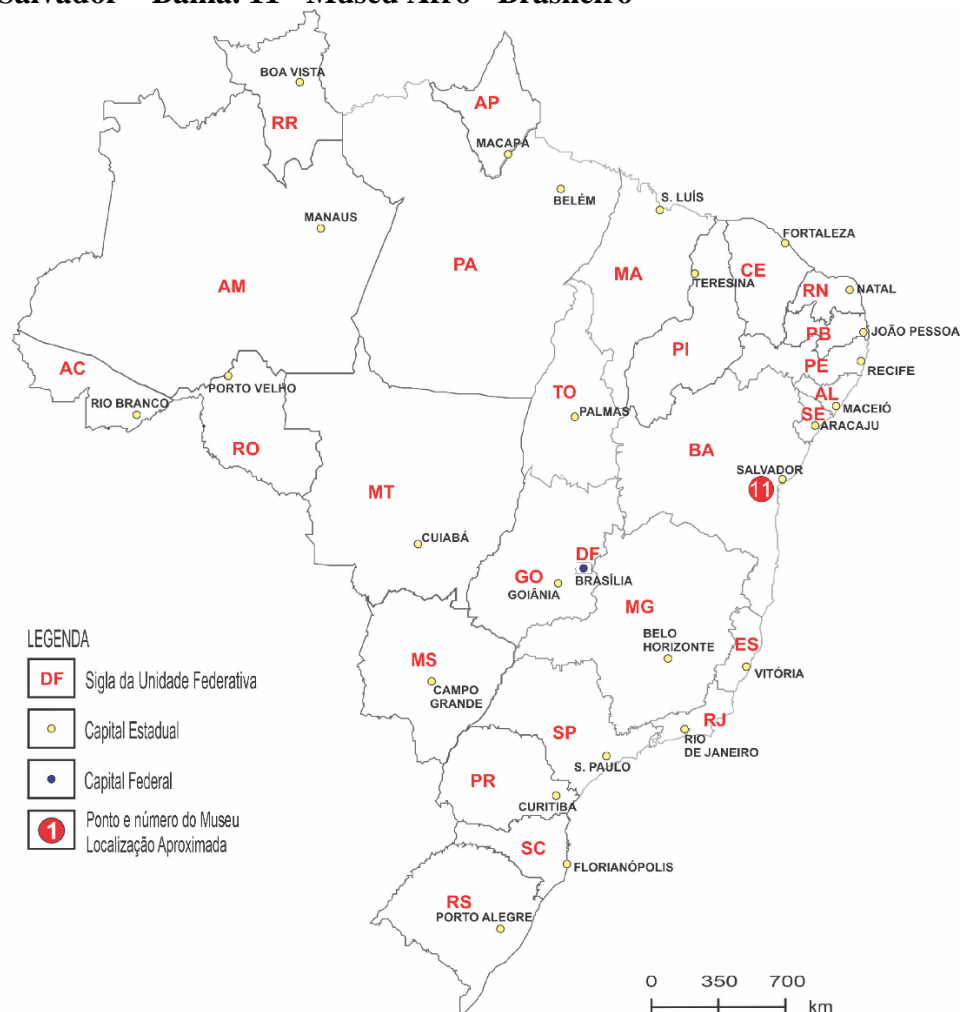 Salvador – Bahia. 11 - Museu Afro - Brasileiro
BOA VISTA
RR
AP
MACAPÁ
BELÉM
S. LUÍS
MANAUS
FORTALEZA
AM
PA
MA
TERESINA
CE
RN
NATAL
PB
JOÃO PESSOA
PI
PE
RECIFE
AC
PORTO VELHO
TO
AL
RIO BRANCO
PALMAS
SE
MACEIÓ
ARACAJU
RO
BA
SALVADOR
MT
11
CUIABÁ
DF
GO
BRASÍLIA
GOIÂNIA
MG
BELO
HORIZONTE
ES
VITÓRIA
MS
CAMPO
GRANDE
RJ
RIO
DE JANEIRO
SP
S. PAULO
PR
CURITIBA
SC
FLORIANÓPOLIS
RS
PORTO ALEGRE
LEGENDA
DF Sigla da Unidade Federativa
Capital Estadual
Capital Federal
1 Ponto e número do Museu
Localização Aproximada
0 350 700
km